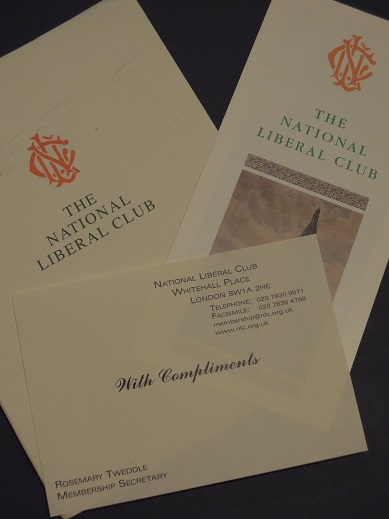 THE
NATIONAL
LIBERAL CLUB
THE
NATIONAL
LIBERAL CLUB
NATIONAL LIBERAL CLUB
WHITEHALL PLACE
LONDON SW1A 2HE
TELEPHONE: 020 7930 9871
FACSIMILE: 020 7839 4768
membership@nlc.org.uk
www.nlc.org.uk
With Compliments
ROSEMARY TWEDDLE
MEMBERSHIP SECRETARY